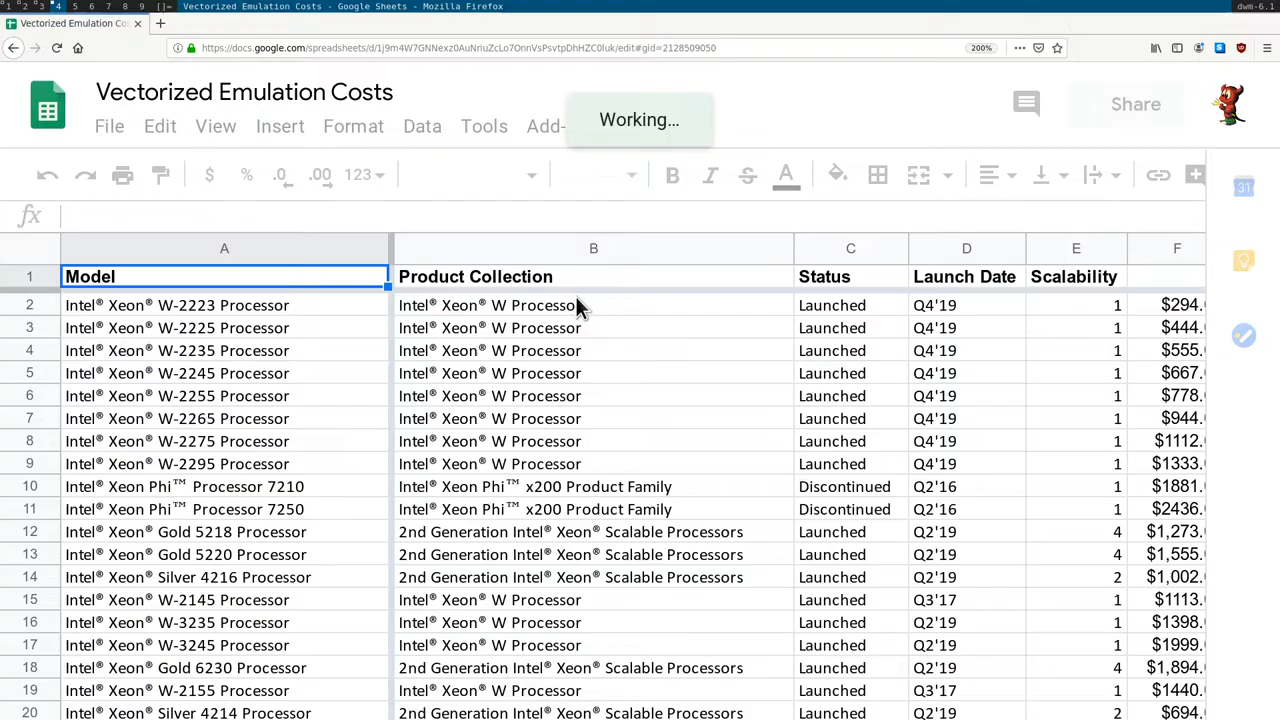 1 2 3 4 5 6 7 8 9 []= Vectorized Emulation Costs - Google Sheets - Mozilla Firefox dwm-6.1
Vectorized Emulation Co × +
https://docs.google.com/spreadsheets/d/1j9m4W7GNNexz0AuNriuZcLo7OnnVsPsvtpDhHZC0luk/edit#gid=2128509050 200%
Vectorized Emulation Costs
Working...
Share
File Edit View Insert Format Data Tools Add-
$ % .0 .00 123 B I S A
31
fx
A B C D E F
1 Model Product Collection Status Launch Date Scalability
2 Intel® Xeon® W-2223 Processor Intel® Xeon® W Processor Launched Q4'19 1 $294.
3 Intel® Xeon® W-2225 Processor Intel® Xeon® W Processor Launched Q4'19 1 $444.
4 Intel® Xeon® W-2235 Processor Intel® Xeon® W Processor Launched Q4'19 1 $555.
5 Intel® Xeon® W-2245 Processor Intel® Xeon® W Processor Launched Q4'19 1 $667.
6 Intel® Xeon® W-2255 Processor Intel® Xeon® W Processor Launched Q4'19 1 $778.
7 Intel® Xeon® W-2265 Processor Intel® Xeon® W Processor Launched Q4'19 1 $944.
8 Intel® Xeon® W-2275 Processor Intel® Xeon® W Processor Launched Q4'19 1 $1112.
9 Intel® Xeon® W-2295 Processor Intel® Xeon® W Processor Launched Q4'19 1 $1333.
10 Intel® Xeon Phi™ Processor 7210 Intel® Xeon Phi™ x200 Product Family Discontinued Q2'16 1 $1881.
11 Intel® Xeon Phi™ Processor 7250 Intel® Xeon Phi™ x200 Product Family Discontinued Q2'16 1 $2436.
12 Intel® Xeon® Gold 5218 Processor 2nd Generation Intel® Xeon® Scalable Processors Launched Q2'19 4 $1,273.
13 Intel® Xeon® Gold 5220 Processor 2nd Generation Intel® Xeon® Scalable Processors Launched Q2'19 4 $1,555.
14 Intel® Xeon® Silver 4216 Processor 2nd Generation Intel® Xeon® Scalable Processors Launched Q2'19 2 $1,002.
15 Intel® Xeon® W-2145 Processor Intel® Xeon® W Processor Launched Q3'17 1 $1113.
16 Intel® Xeon® W-3235 Processor Intel® Xeon® W Processor Launched Q2'19 1 $1398.
17 Intel® Xeon® W-3245 Processor Intel® Xeon® W Processor Launched Q2'19 1 $1999.
18 Intel® Xeon® Gold 6230 Processor 2nd Generation Intel® Xeon® Scalable Processors Launched Q2'19 4 $1,894.
19 Intel® Xeon® W-2155 Processor Intel® Xeon® W Processor Launched Q3'17 1 $1440.
20 Intel® Xeon® Silver 4214 Processor 2nd Generation Intel® Xeon® Scalable Processors Launched Q2'19 2 $694.